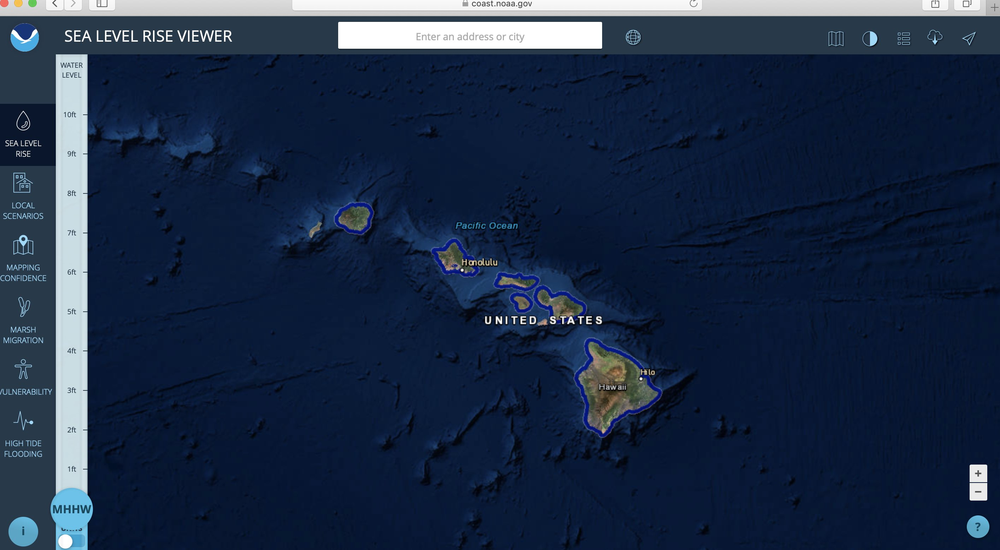 coast.noaa.gov
SEA LEVEL RISE VIEWER
Enter an address or city
WATER
LEVEL
10ft
9ft
8ft
7ft
6ft
5ft
4ft
3ft
2ft
1ft
MHHW
UNITS
SEA LEVEL
RISE
LOCAL
SCENARIOS
MAPPING
CONFIDENCE
MARSH
MIGRATION
VULNERABILITY
HIGH TIDE
FLOODING
i
Pacific Ocean
Honolulu
UNITED STATES
Hilo
Hawaii
+
−
?